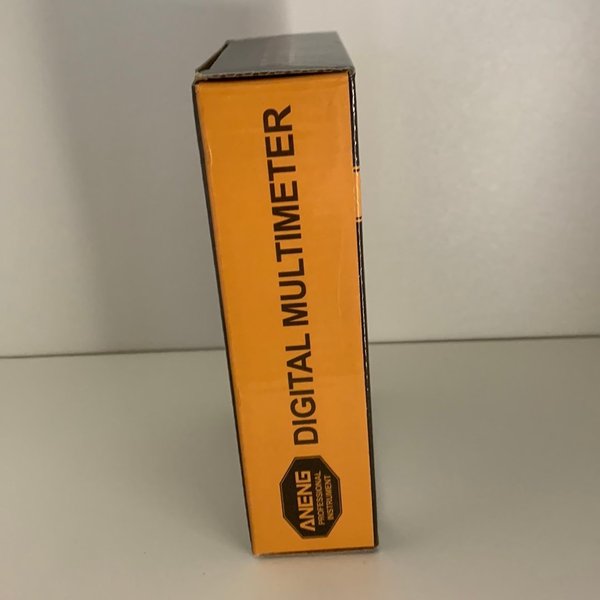 DIGITAL MULTIMETER
ANENG
PROFESSIONAL
INSTRUMENT